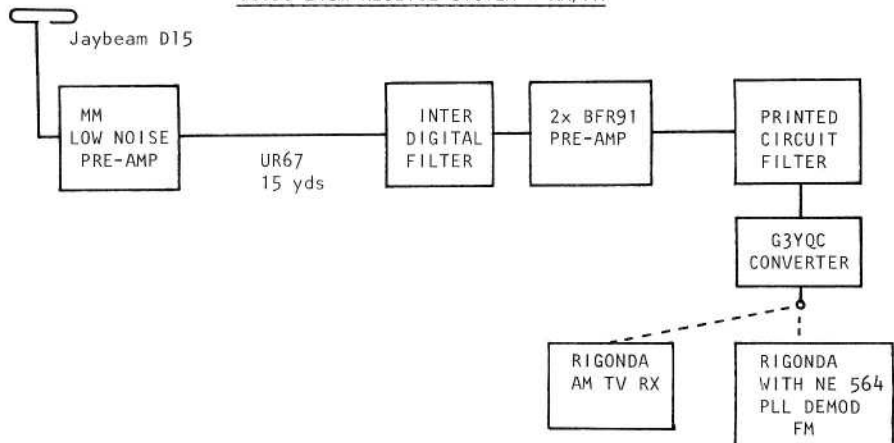 Jaybeam D15
MM
LOW NOISE
PRE-AMP
UR67
15 yds
INTER
DIGITAL
FILTER
2x BFR91
PRE-AMP
PRINTED
CIRCUIT
FILTER
G3YQC
CONVERTER
RIGONDA
AM TV RX
RIGONDA
WITH NE 564
PLL DEMOD
FM